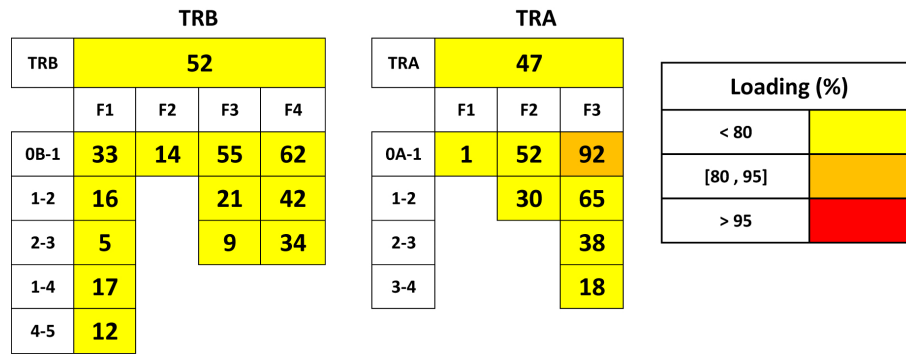 TRB
TRB 52
F1 F2 F3 F4
0B-1 33 14 55 62
1-2 16 21 42
2-3 5 9 34
1-4 17
4-5 12
TRA
TRA 47
F1 F2 F3
0A-1 1 52 92
1-2 30 65
2-3 38
3-4 18
Loading (%)
< 80
[80 , 95]
> 95